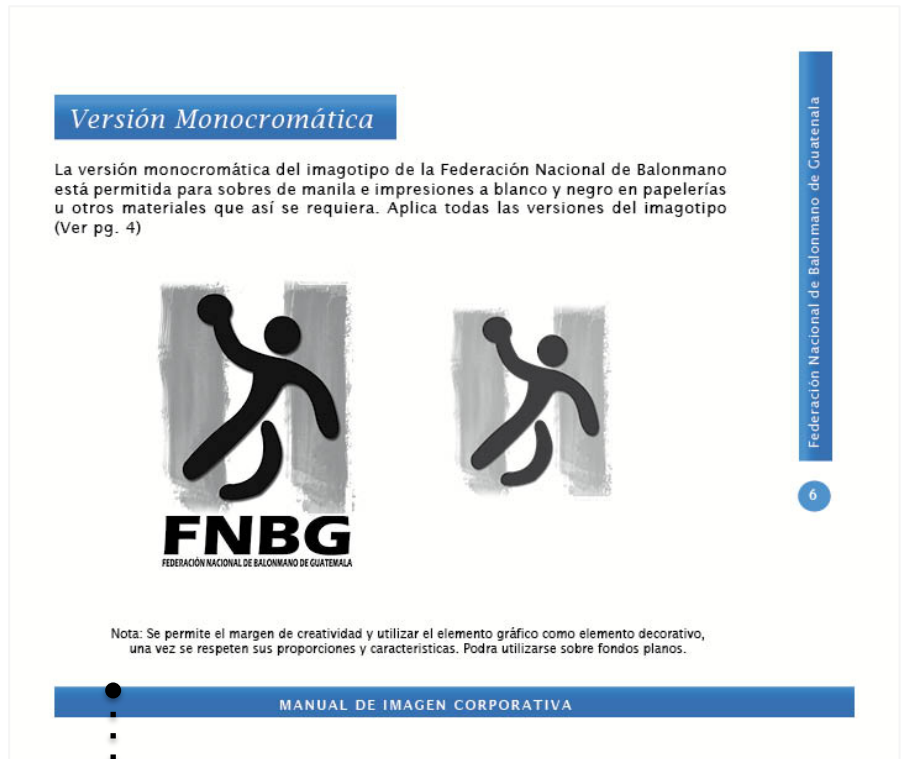 Versión Monocromática
La versión monocromática del imagotipo de la Federación Nacional de Balonmano
está permitida para sobres de manila e impresiones a blanco y negro en papelerías
u otros materiales que así se requiera. Aplica todas las versiones del imagotipo
(Ver pg. 4)
FNBG
FEDERACIÓN NACIONAL DE BALONMANO DE GUATEMALA
Nota: Se permite el margen de creatividad y utilizar el elemento gráfico como elemento decorativo,
una vez se respeten sus proporciones y caracteristicas. Podra utilizarse sobre fondos planos.
MANUAL DE IMAGEN CORPORATIVA
Federación Nacional de Balonmano de Guatenala
6